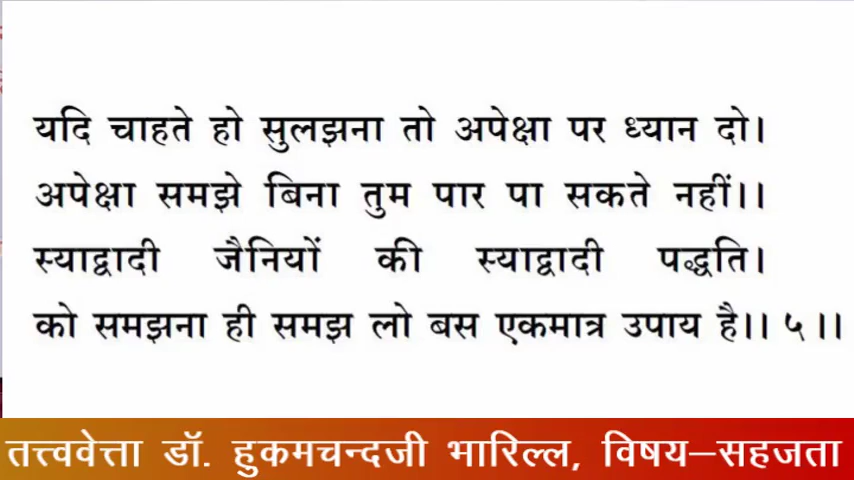 यदि चाहते हो सुलझना तो अपेक्षा पर ध्यान दो।
अपेक्षा समझे बिना तुम पार पा सकते नहीं।।
स्याद्वादी जैनियों की स्याद्वादी पद्धति।
को समझना ही समझ लो बस एकमात्र उपाय है।। ५ ।।
तत्त्ववेत्ता डॉ. हुकमचन्दजी भारिल्ल, विषय–सहजता